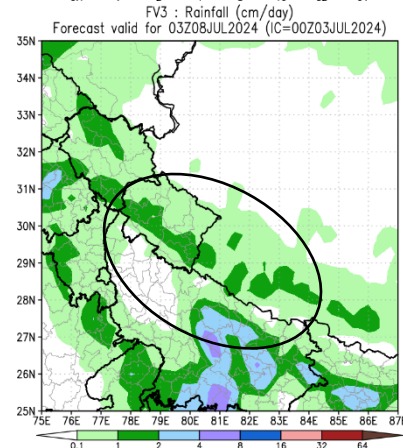 FV3 : Rainfall (cm/day)
Forecast valid for 03Z08JUL2024 (IC=00Z03JUL2024)
35N
34N
33N
32N
31N
30N
29N
28N
27N
26N
25N
75E 76E 77E 78E 79E 80E 81E 82E 83E 84E 85E 86E 87E
0.1 1 2 4 8 16 32 64